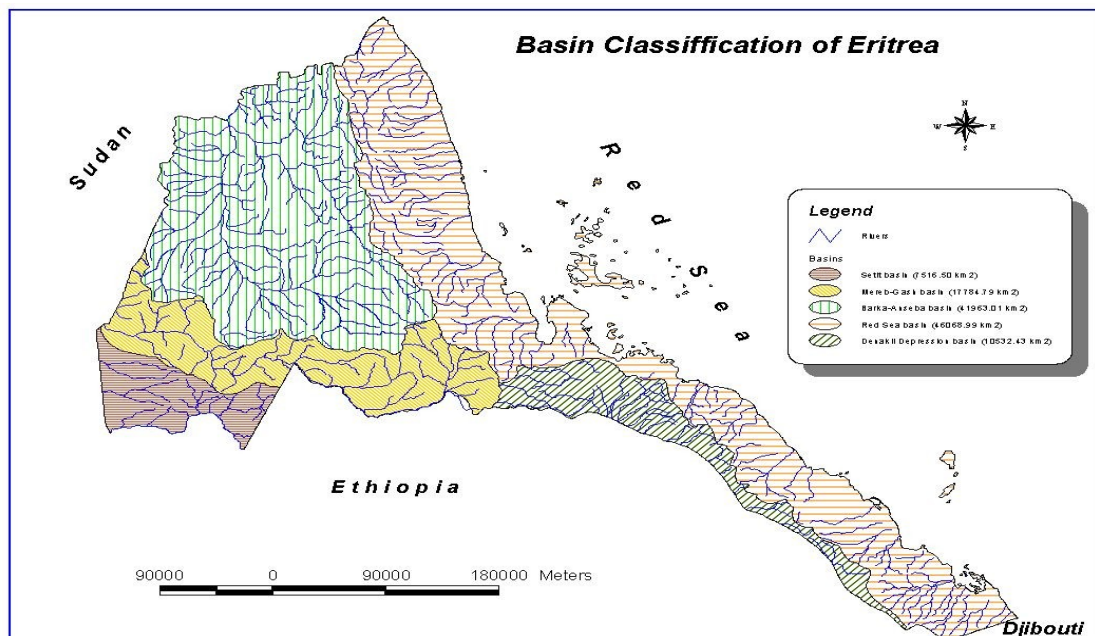 Basin Classiffication of Eritrea
N
W E
S
Sudan
Red Sea
Legend
Rivers
Basins
Setit basin (7516.50 km2)
Mereb-Gash basin (17784.79 km2)
Barka-Anseba basin (41963.01 km2)
Red Sea basin (46068.99 km2)
Denakil Depression basin (10532.43 km2)
Ethiopia
90000 0 90000 180000 Meters
Djibouti